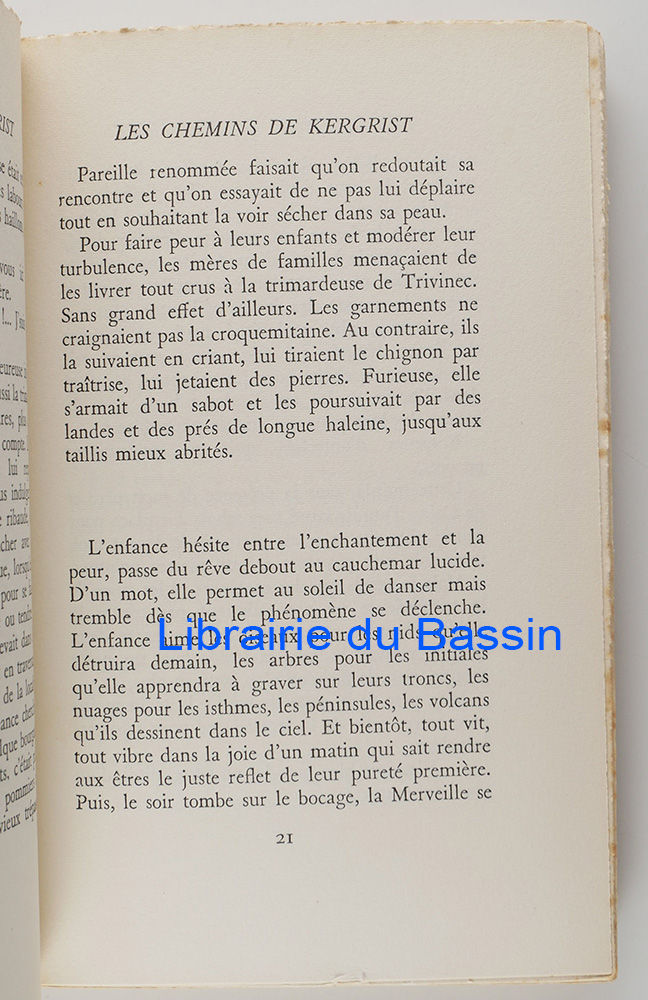 RIST
LES CHEMINS DE KERGRIST
Pareille renommée faisait qu'on redoutait sa
rencontre et qu'on essayait de ne pas lui déplaire
tout en souhaitant la voir sécher dans sa peau.
Pour faire peur à leurs enfants et modérer leur
turbulence, les mères de familles menaçaient de
les livrer tout crus à la trimardeuse de Trivinec.
Sans grand effet d'ailleurs. Les garnements ne
craignaient pas la croquemitaine. Au contraire, ils
la suivaient en criant, lui tiraient le chignon par
traîtrise, lui jetaient des pierres. Furieuse, elle
s'armait d'un sabot et les poursuivait par des
landes et des prés de longue haleine, jusqu'aux
taillis mieux abrités.
L'enfance hésite entre l'enchantement et la
peur, passe du rêve debout au cauchemar lucide.
D'un mot, elle permet au soleil de danser mais
tremble dès que le phénomène se déclenche.
L'enfance aime les oiseaux pour les nids qu'elle
détruira demain, les arbres pour les initiales
qu'elle apprendra à graver sur leurs troncs, les
nuages pour les isthmes, les péninsules, les volcans
qu'ils dessinent dans le ciel. Et bientôt, tout vit,
tout vibre dans la joie d'un matin qui sait rendre
aux êtres le juste reflet de leur pureté première.
Puis, le soir tombe sur le bocage, la Merveille se
21
Librairie du Bassin